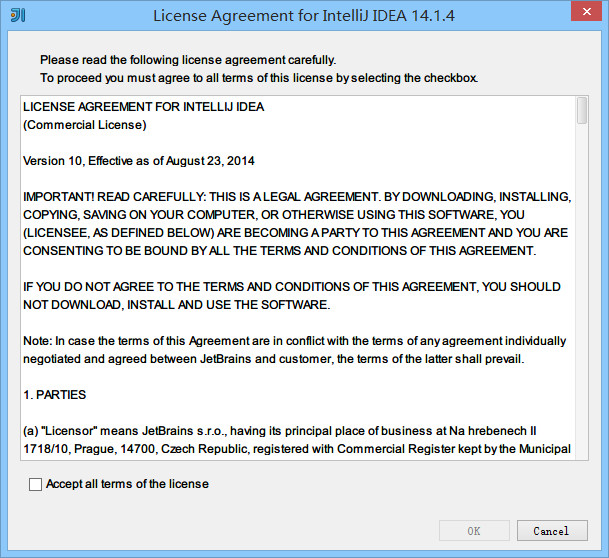 License Agreement for IntelliJ IDEA 14.1.4
Please read the following license agreement carefully.
To proceed you must agree to all terms of this license by selecting the checkbox.
LICENSE AGREEMENT FOR INTELLIJ IDEA
(Commercial License)
Version 10, Effective as of August 23, 2014
IMPORTANT! READ CAREFULLY: THIS IS A LEGAL AGREEMENT. BY DOWNLOADING, INSTALLING,
COPYING, SAVING ON YOUR COMPUTER, OR OTHERWISE USING THIS SOFTWARE, YOU
(LICENSEE, AS DEFINED BELOW) ARE BECOMING A PARTY TO THIS AGREEMENT AND YOU ARE
CONSENTING TO BE BOUND BY ALL THE TERMS AND CONDITIONS OF THIS AGREEMENT.
IF YOU DO NOT AGREE TO THE TERMS AND CONDITIONS OF THIS AGREEMENT, YOU SHOULD
NOT DOWNLOAD, INSTALL AND USE THE SOFTWARE.
Note: In case the terms of this Agreement are in conflict with the terms of any agreement individually
negotiated and agreed between JetBrains and customer, the terms of the latter shall prevail.
1. PARTIES
(a) "Licensor" means JetBrains s.r.o., having its principal place of business at Na hrebenech II
1718/10, Prague, 14700, Czech Republic, registered with Commercial Register kept by the Municipal
Accept all terms of the license
OK
Cancel